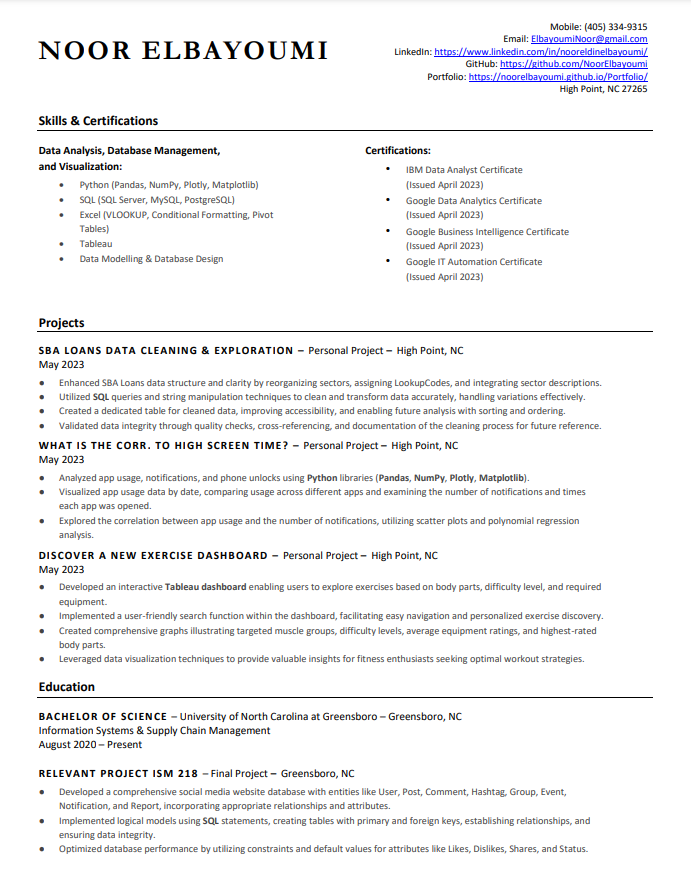 NOOR ELBAYOUMI
Mobile: (405) 334-9315
Email: ElbayoumiNoor@gmail.com
LinkedIn: https://www.linkedin.com/in/nooreldinelbayoumi/
GitHub: https://github.com/NoorElbayoumi
Portfolio: https://noorelbayoumi.github.io/Portfolio/
High Point, NC 27265
Skills & Certifications
Data Analysis, Database Management,
and Visualization:
• Python (Pandas, NumPy, Plotly, Matplotlib)
• SQL (SQL Server, MySQL, PostgreSQL)
• Excel (VLOOKUP, Conditional Formatting, Pivot
Tables)
• Tableau
• Data Modelling & Database Design
Certifications:
• IBM Data Analyst Certificate
(Issued April 2023)
• Google Data Analytics Certificate
(Issued April 2023)
• Google Business Intelligence Certificate
(Issued April 2023)
• Google IT Automation Certificate
(Issued April 2023)
Projects
SBA LOANS DATA CLEANING & EXPLORATION – Personal Project – High Point, NC
May 2023
● Enhanced SBA Loans data structure and clarity by reorganizing sectors, assigning LookupCodes, and integrating sector descriptions.
● Utilized SQL queries and string manipulation techniques to clean and transform data accurately, handling variations effectively.
● Created a dedicated table for cleaned data, improving accessibility, and enabling future analysis with sorting and ordering.
● Validated data integrity through quality checks, cross-referencing, and documentation of the cleaning process for future reference.
WHAT IS THE CORR. TO HIGH SCREEN TIME? – Personal Project – High Point, NC
May 2023
● Analyzed app usage, notifications, and phone unlocks using Python libraries (Pandas, NumPy, Plotly, Matplotlib).
● Visualized app usage data by date, comparing usage across different apps and examining the number of notifications and times
each app was opened.
● Explored the correlation between app usage and the number of notifications, utilizing scatter plots and polynomial regression
analysis.
DISCOVER A NEW EXERCISE DASHBOARD – Personal Project – High Point, NC
May 2023
● Developed an interactive Tableau dashboard enabling users to explore exercises based on body parts, difficulty level, and required
equipment.
● Implemented a user-friendly search function within the dashboard, facilitating easy navigation and personalized exercise discovery.
● Created comprehensive graphs illustrating targeted muscle groups, difficulty levels, average equipment ratings, and highest-rated
body parts.
● Leveraged data visualization techniques to provide valuable insights for fitness enthusiasts seeking optimal workout strategies.
Education
BACHELOR OF SCIENCE – University of North Carolina at Greensboro – Greensboro, NC
Information Systems & Supply Chain Management
August 2020 – Present
RELEVANT PROJECT ISM 218 – Final Project – Greensboro, NC
● Developed a comprehensive social media website database with entities like User, Post, Comment, Hashtag, Group, Event,
Notification, and Report, incorporating appropriate relationships and attributes.
● Implemented logical models using SQL statements, creating tables with primary and foreign keys, establishing relationships, and
ensuring data integrity.
● Optimized database performance by utilizing constraints and default values for attributes like Likes, Dislikes, Shares, and Status.